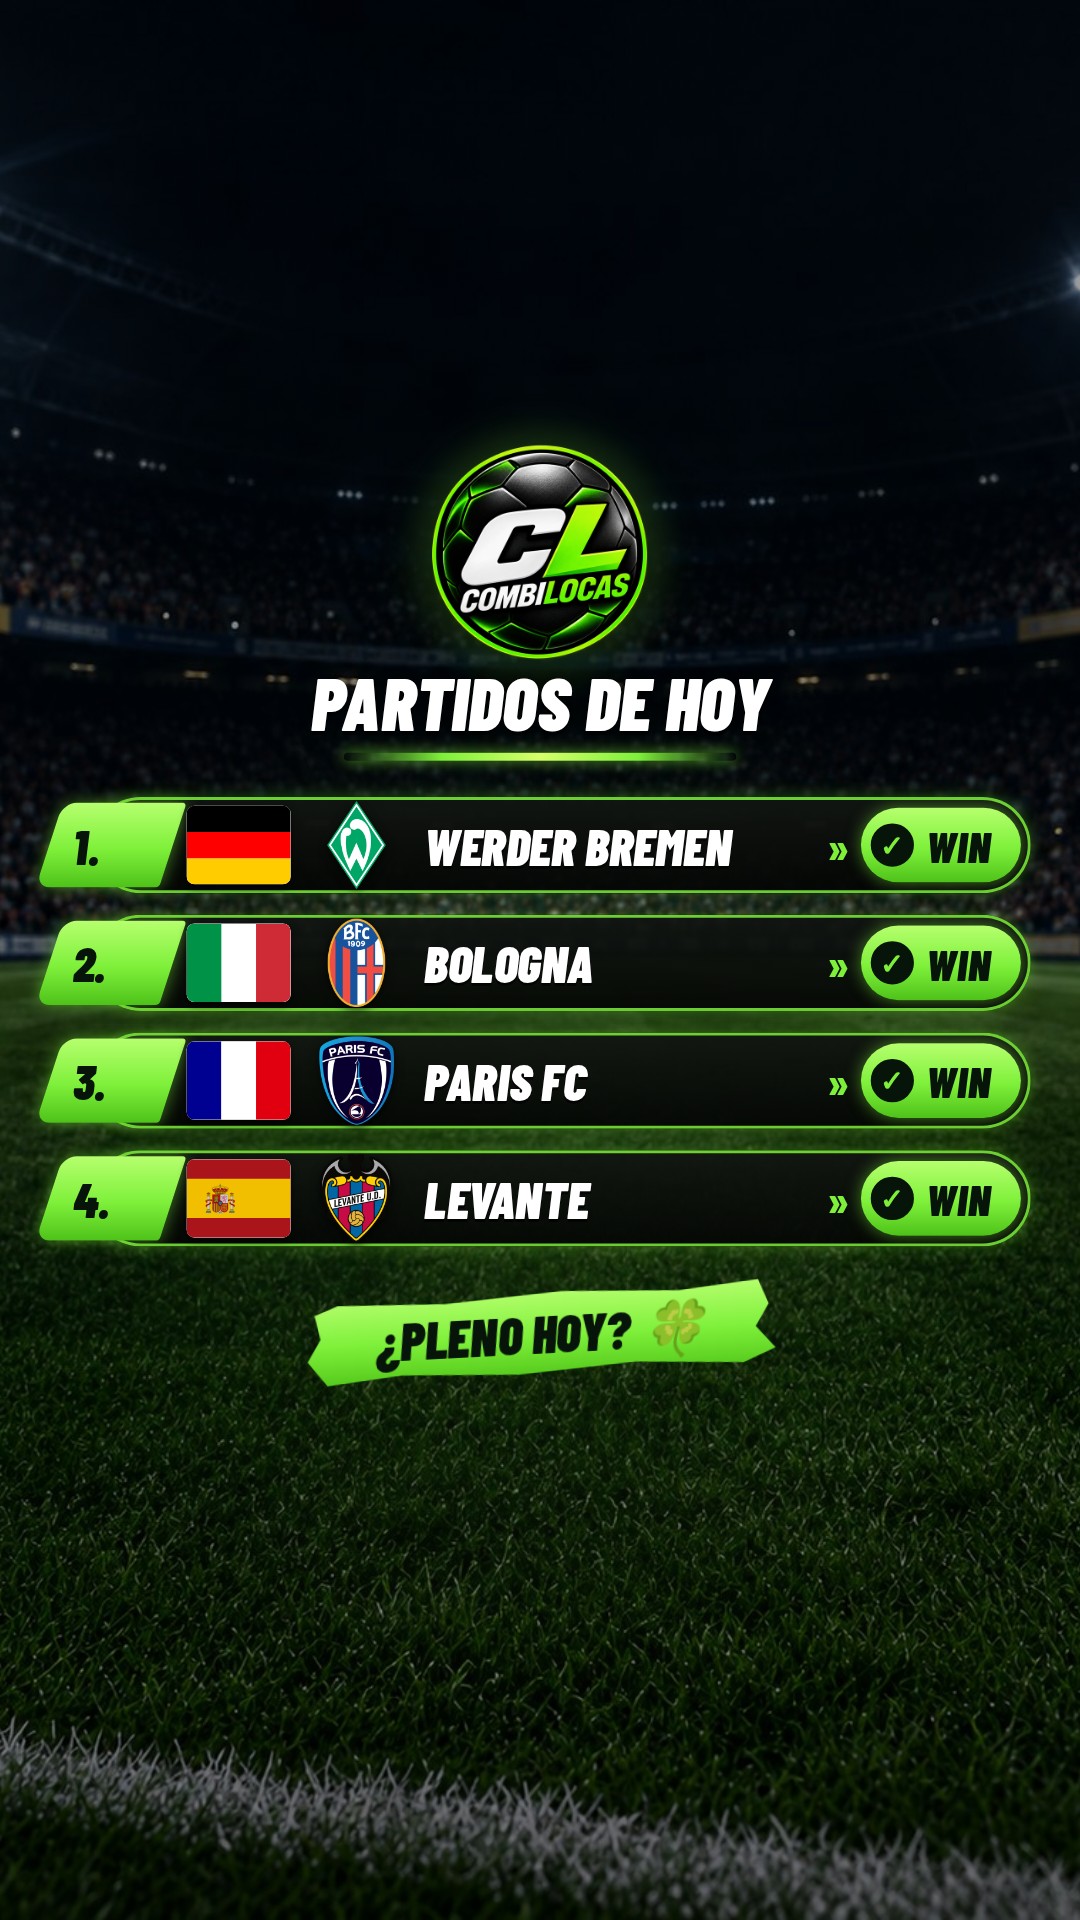 CL
COMBILOCAS
PARTIDOS DE HOY
1. WERDER BREMEN » ✓ WIN
2. BFC 1909 BOLOGNA » ✓ WIN
3. PARIS FC PARIS FC » ✓ WIN
4. LEVANTE U.D. LEVANTE » ✓ WIN
¿PLENO HOY? 🍀